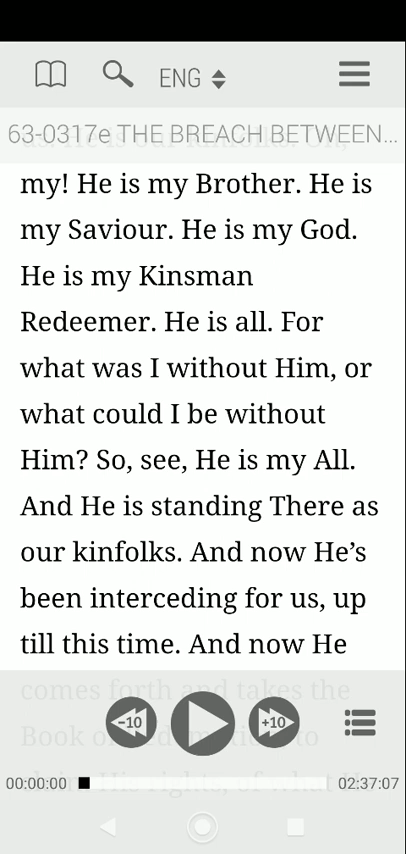 ENG
63-0317e THE BREACH BETWEEN...
my! He is my Brother. He is
my Saviour. He is my God.
He is my Kinsman
Redeemer. He is all. For
what was I without Him, or
what could I be without
Him? So, see, He is my All.
And He is standing There as
our kinfolks. And now He’s
been interceding for us, up
till this time. And now He
comes forth and takes the
Book of Redemption to
-10
+10
00:00:00
02:37:07